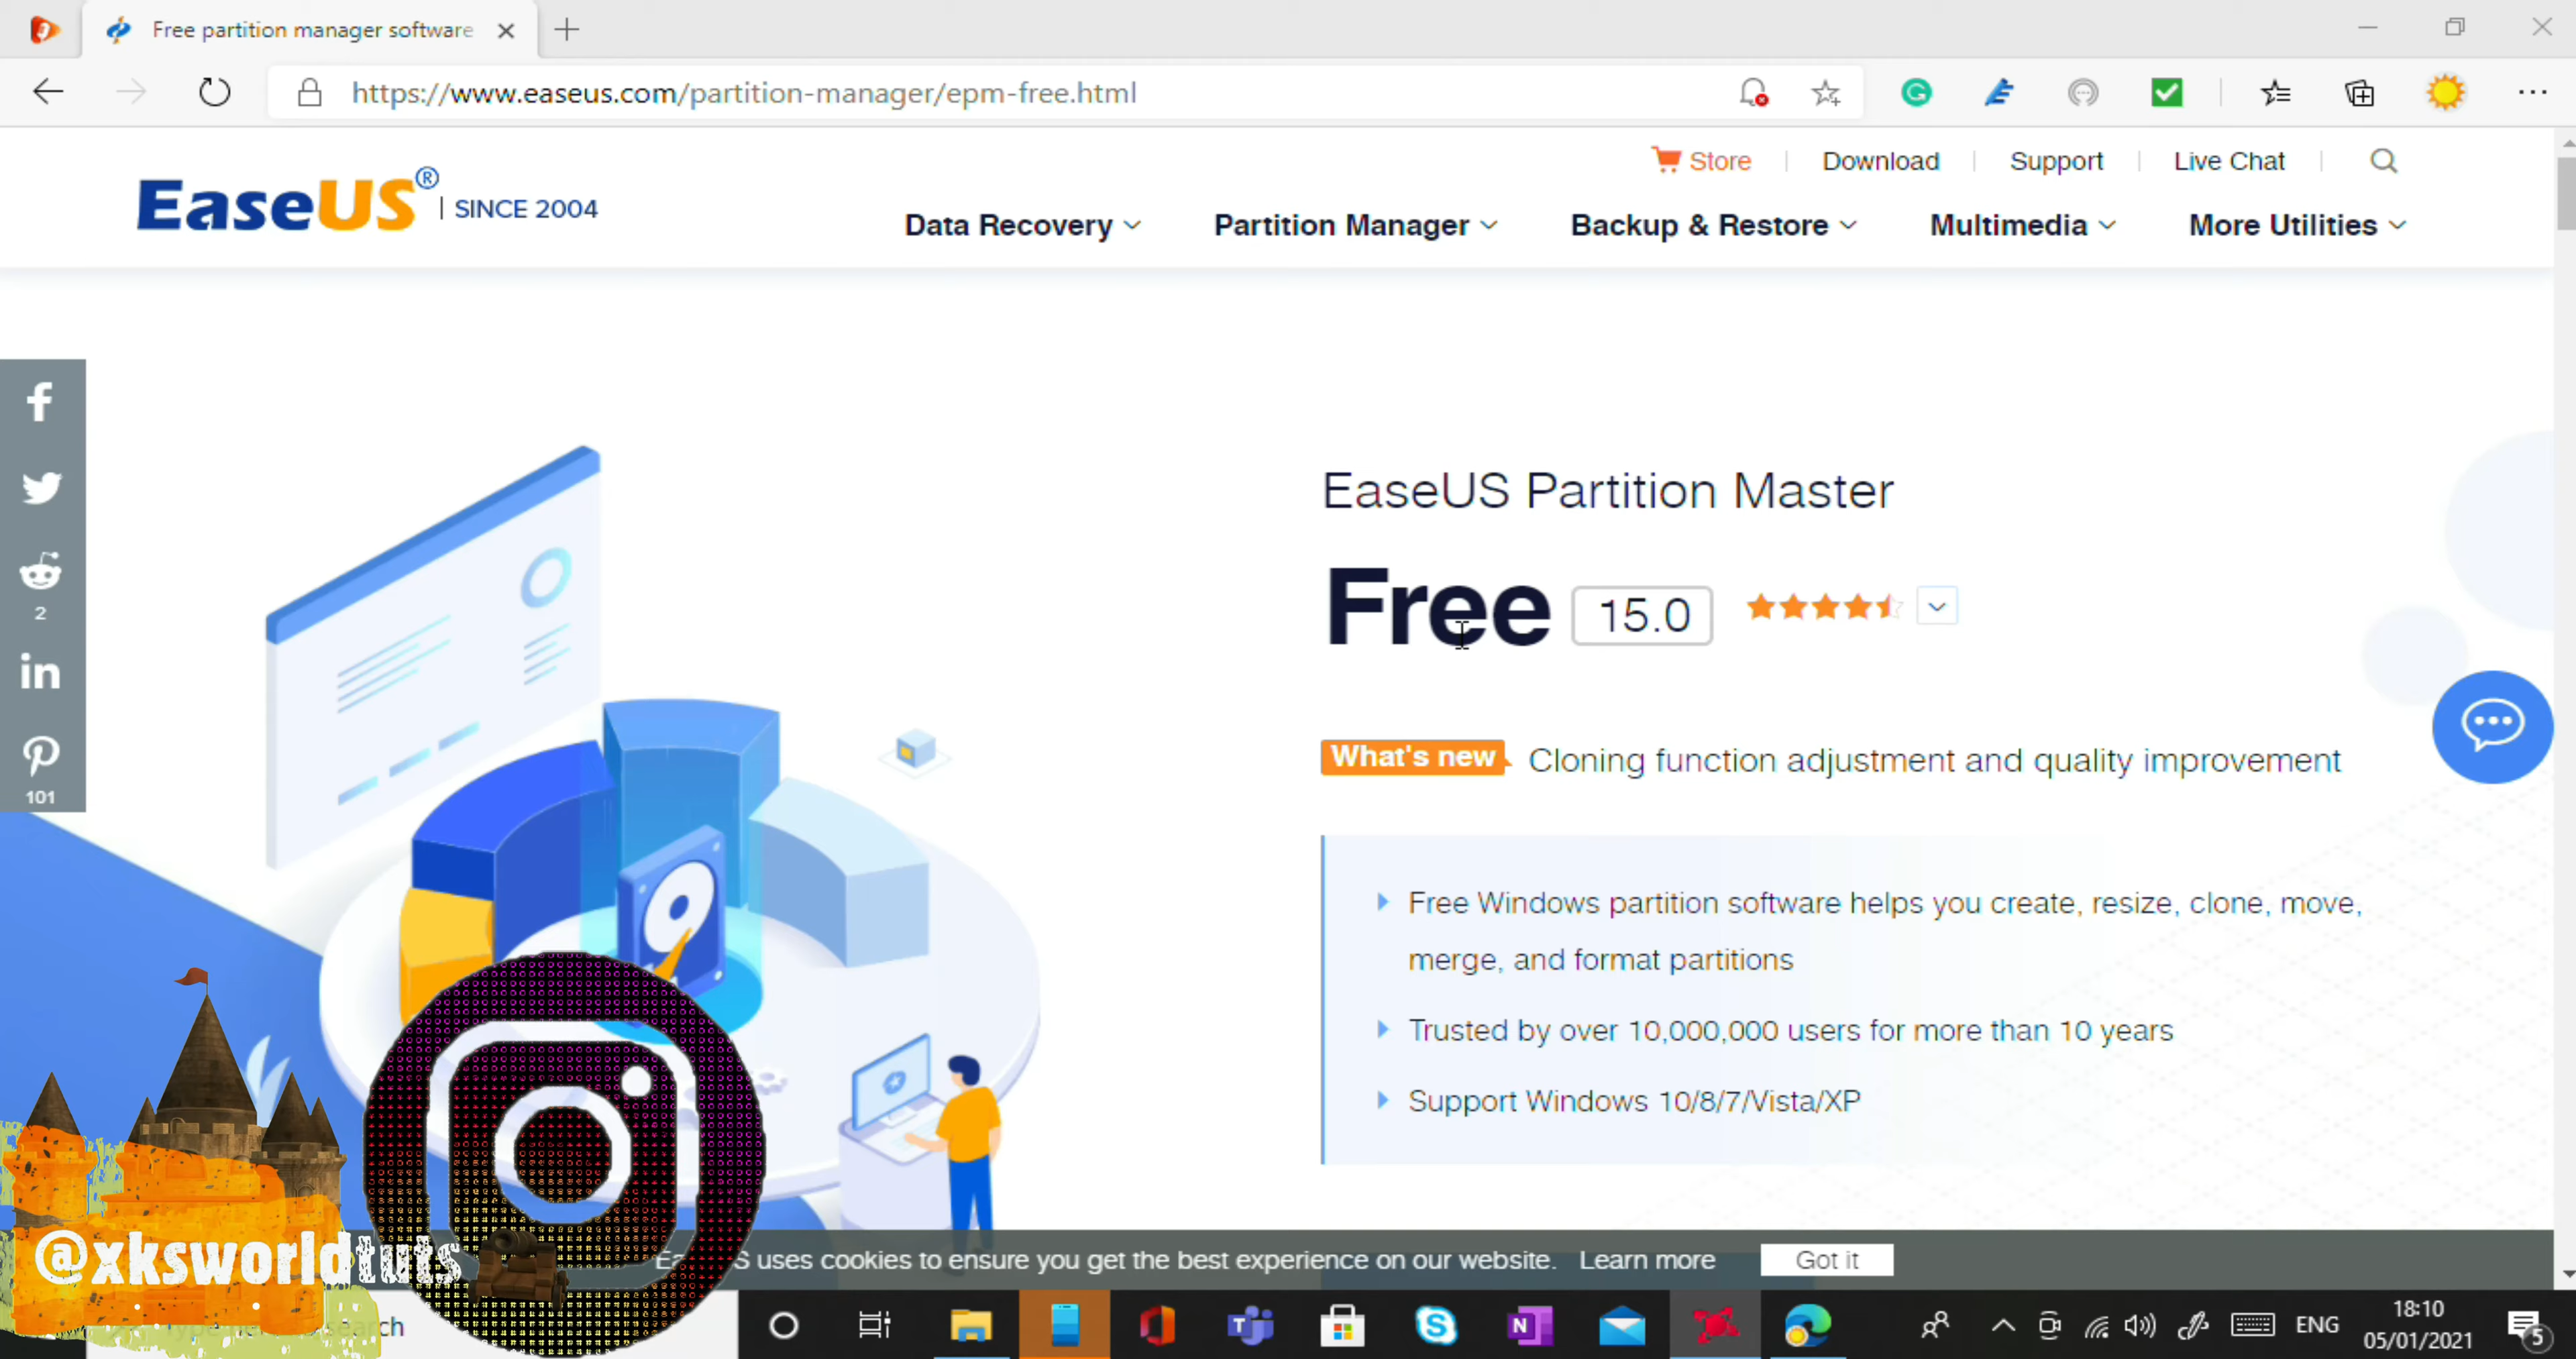 Free partition manager software
https://www.easeus.com/partition-manager/epm-free.html
Store
Download
Support
Live Chat
EaseUS® | SINCE 2004
Data Recovery
Partition Manager
Backup & Restore
Multimedia
More Utilities
EaseUS Partition Master
Free 15.0
What's new Cloning function adjustment and quality improvement
2
101
Free Windows partition software helps you create, resize, clone, move,
merge, and format partitions
Trusted by over 10,000,000 users for more than 10 years
Support Windows 10/8/7/Vista/XP
@xksworldtuts
S uses cookies to ensure you get the best experience on our website. Learn more Got it
search
ENG
18:10
05/01/2021
5